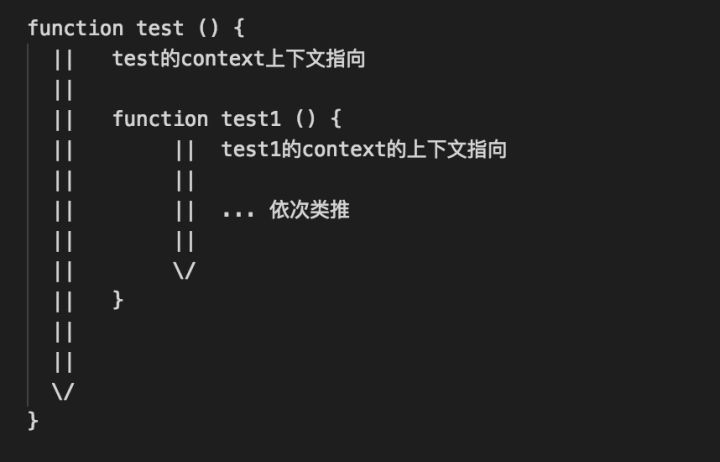 function test () {
||   test的context上下文指向
||
||   function test1 () {
||        ||  test1的context的上下文指向
||        ||
||        ||  ... 依次类推
||        ||
||        \/
||   }
||
||
\/
}